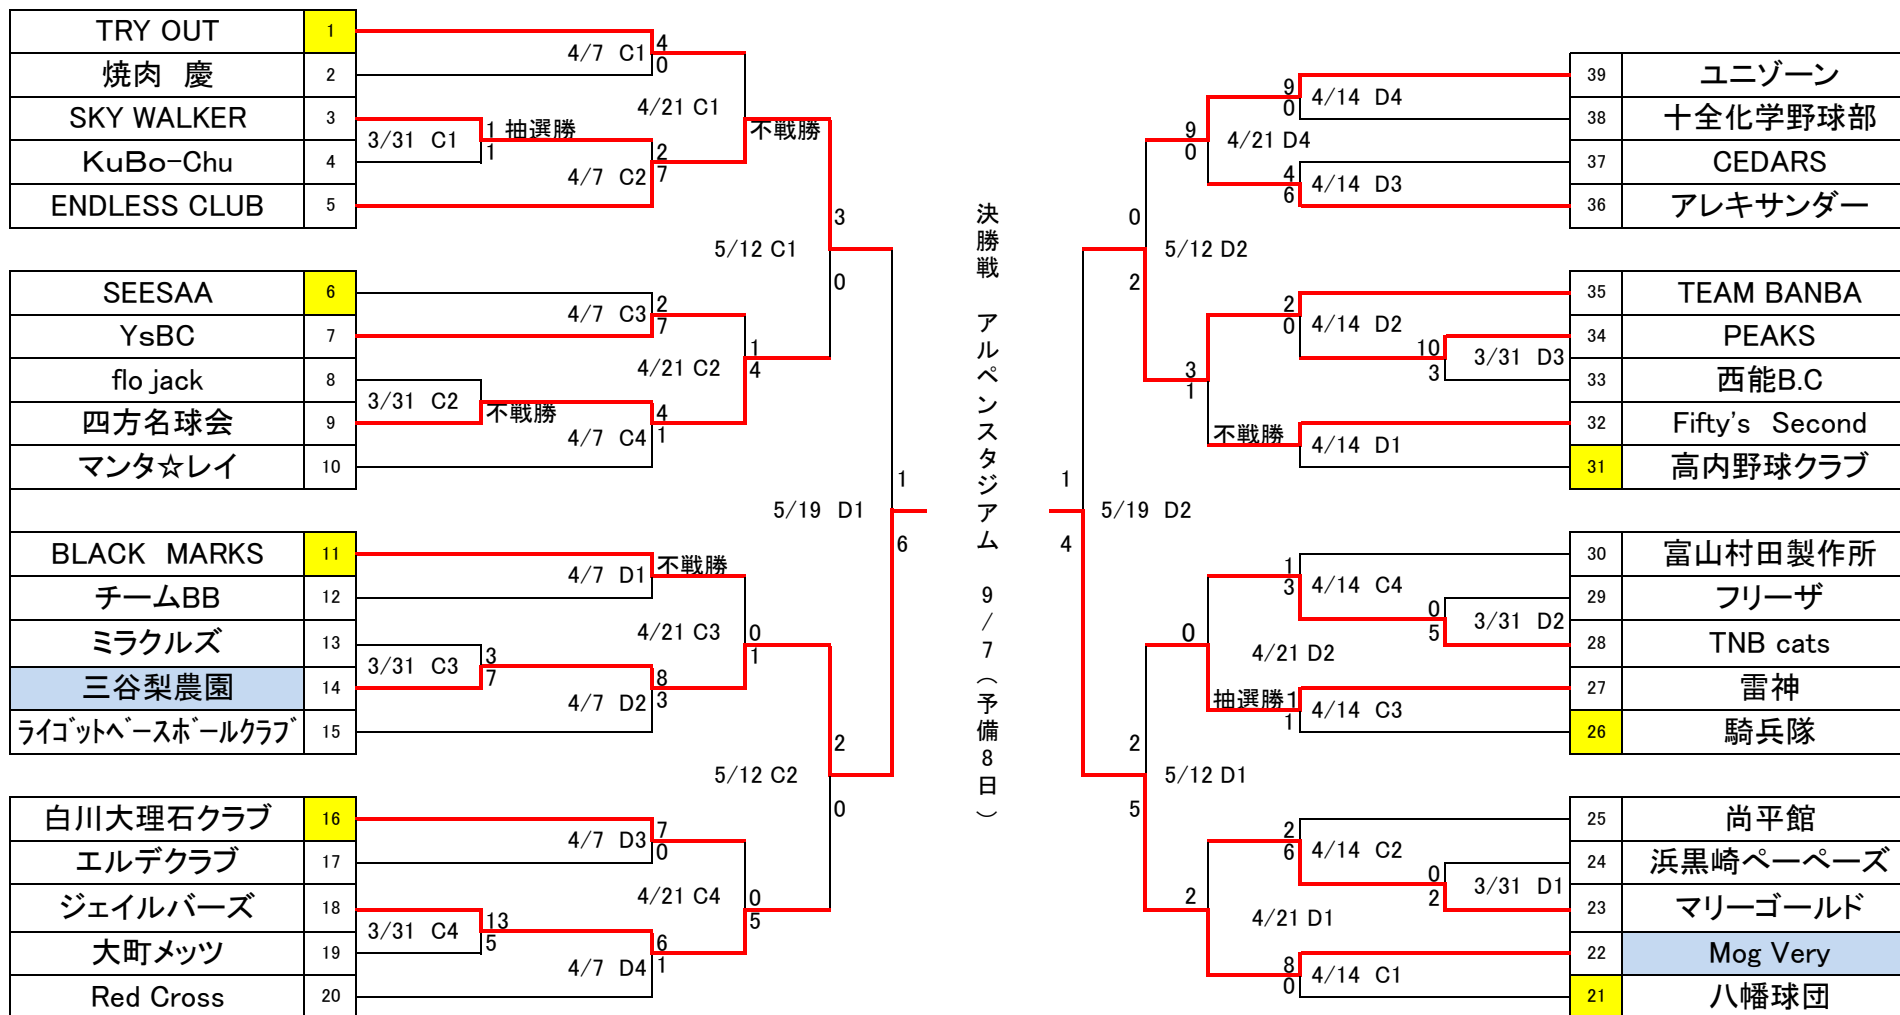 TRY OUT 1
焼肉　慶 2
SKY WALKER 3
KuBo-Chu 4
ENDLESS CLUB 5
SEESAA 6
YsBC 7
flo jack 8
四方名球会 9
マンタ☆レイ 10
BLACK　MARKS 11
チームBB 12
ミラクルズ 13
三谷梨農園 14
ライゴットベースボールクラブ 15
白川大理石クラブ 16
エルデクラブ 17
ジェイルバーズ 18
大町メッツ 19
Red Cross 20
3/31 C1
1 抽選勝
1
3/31 C2
不戦勝
3/31 C3
3
7
3/31 C4
13
5
4/7 C1
4
0
4/7 C2
2
7
4/7 C3
2
7
4/7 C4
4
1
4/7 D1
不戦勝
4/7 D2
8
3
4/7 D3
7
0
4/7 D4
6
1
4/21 C1
不戦勝
4/21 C2
1
4
4/21 C3
0
1
4/21 C4
0
5
5/12 C1
3
0
5/12 C2
2
0
5/19 D1
1
6
決勝戦　アルペンスタジアム　9/7（予備8日）
1
4
5/19 D2
0
2
5/12 D2
2
5
5/12 D1
9
0
4/21 D4
3
1
0
4/21 D2
2
4/21 D1
9
0
4/14 D4
4
6
4/14 D3
2
0
4/14 D2
不戦勝
4/14 D1
1
3
4/14 C4
抽選勝1
1
4/14 C3
2
6
4/14 C2
8
0
4/14 C1
10
3
3/31 D3
0
5
3/31 D2
0
2
3/31 D1
39 ユニゾーン
38 十全化学野球部
37 CEDARS
36 アレキサンダー
35 TEAM BANBA
34 PEAKS
33 西能B.C
32 Fifty's　Second
31 高内野球クラブ
30 富山村田製作所
29 フリーザ
28 TNB cats
27 雷神
26 騎兵隊
25 尚平館
24 浜黒崎ペーペーズ
23 マリーゴールド
22 Mog Very
21 八幡球団